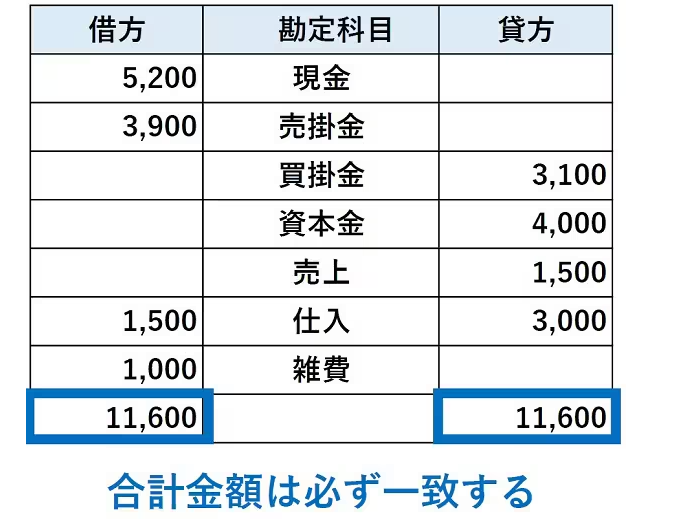 借方 勘定科目 貸方
5,200 現金
3,900 売掛金
買掛金 3,100
資本金 4,000
売上 1,500
1,500 仕入 3,000
1,000 雑費
11,600 11,600
合計金額は必ず一致する